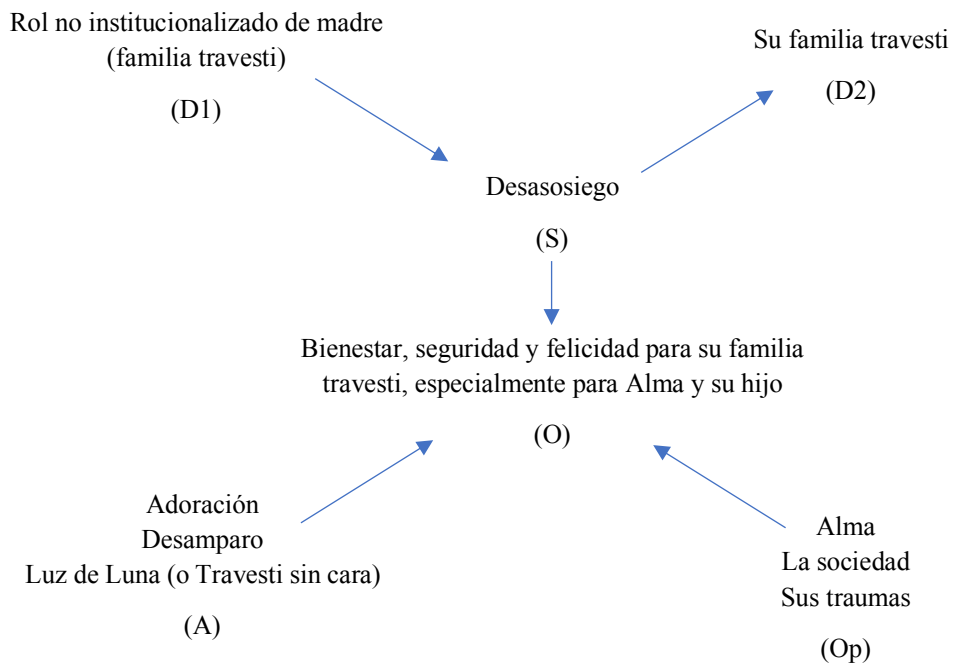 Rol no institucionalizado de madre
(familia travesti)
(D1)
Su familia travesti
(D2)
Desasosiego
(S)
Bienestar, seguridad y felicidad para su familia
travesti, especialmente para Alma y su hijo
(O)
Adoración
Desamparo
Luz de Luna (o Travesti sin cara)
(A)
Alma
La sociedad
Sus traumas
(Op)